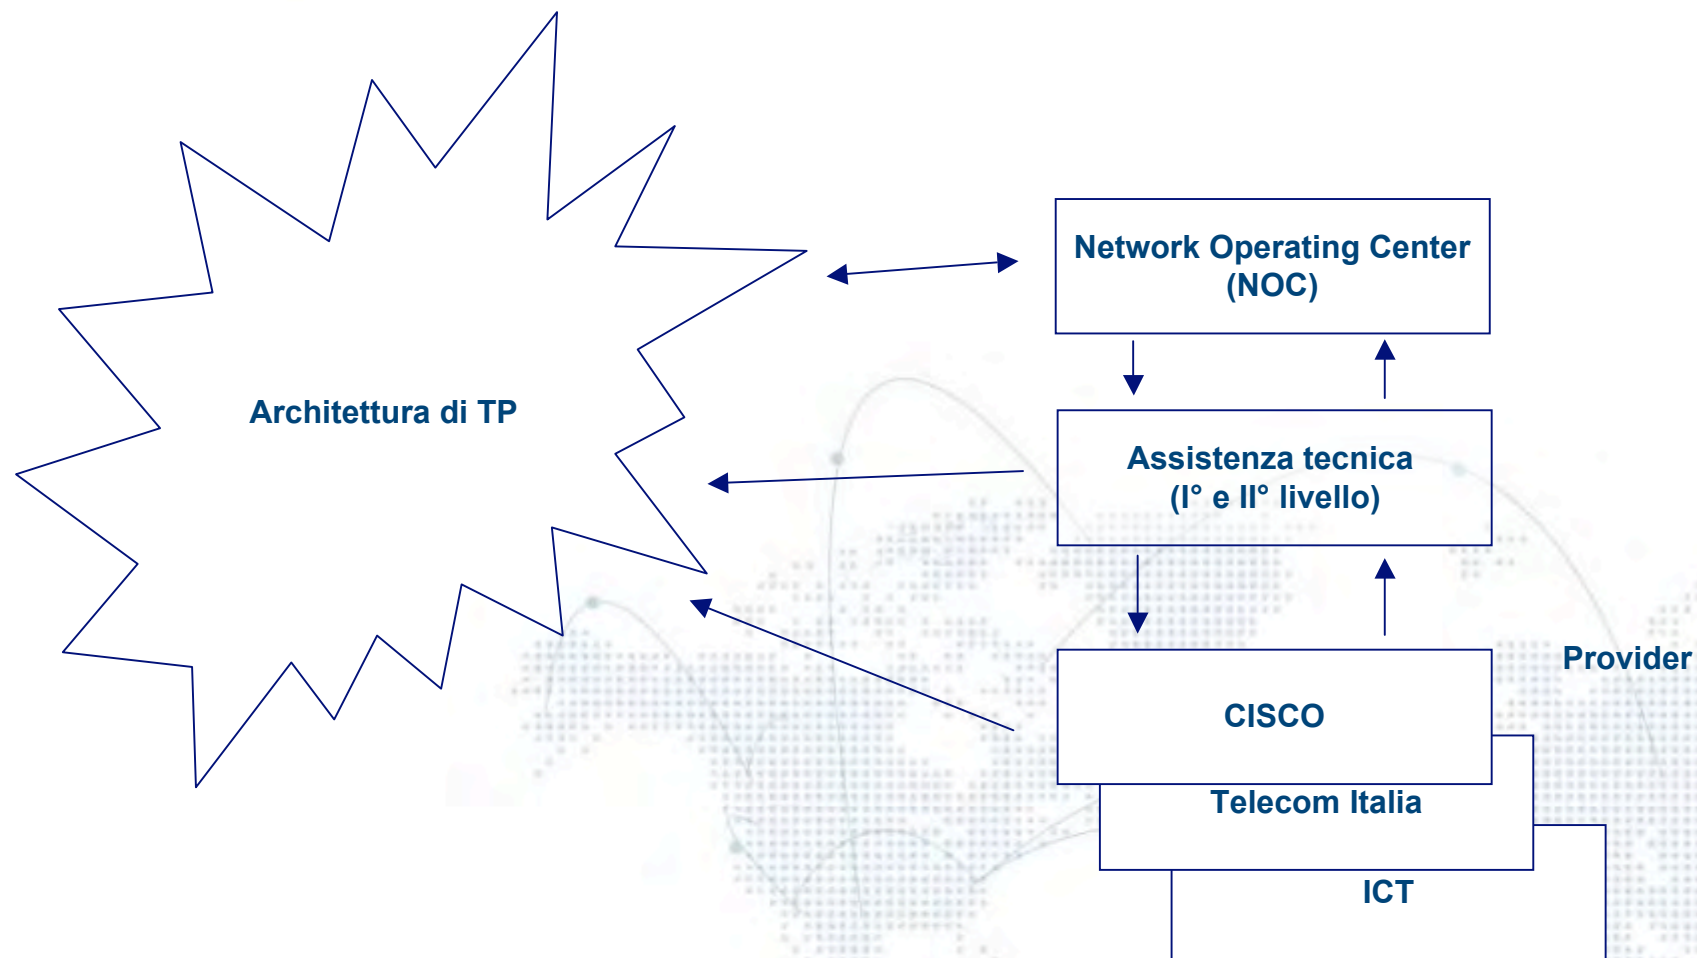 Network Operating Center
(NOC)
Architettura di TP
Assistenza tecnica
(I° e II° livello)
Provider
CISCO
Telecom Italia
ICT